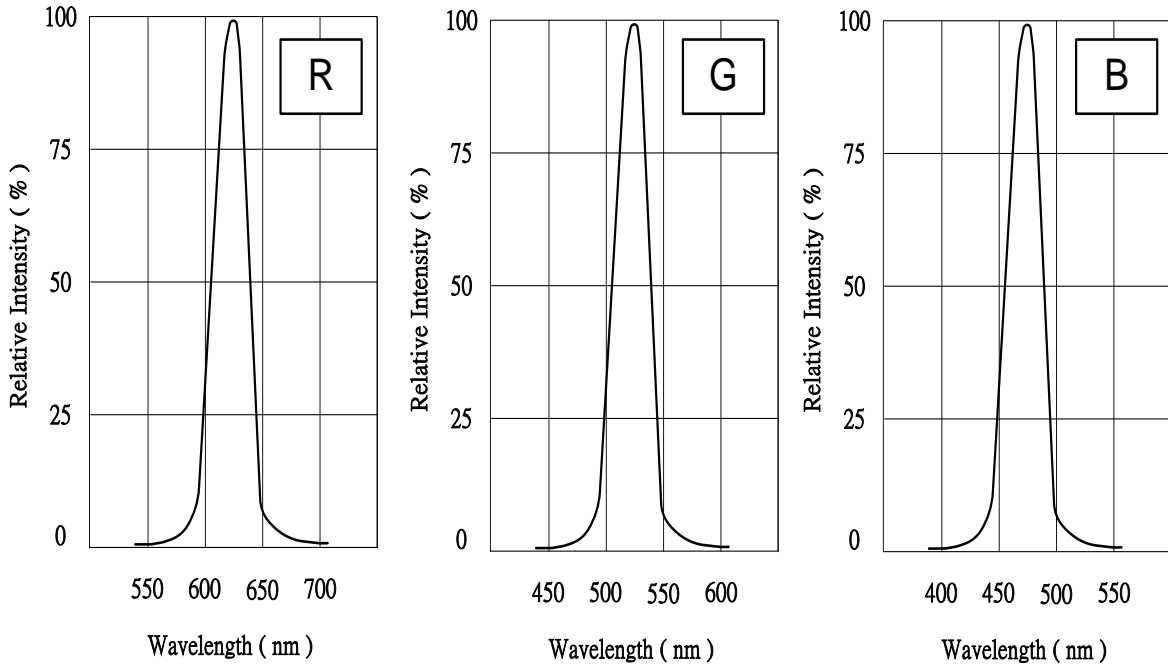 R
100
75
50
25
0
Relative Intensity ( % )
550 600 650 700
Wavelength ( nm )
G
100
75
50
25
0
Relative Intensity ( % )
450 500 550 600
Wavelength ( nm )
B
100
75
50
25
0
Relative Intensity ( % )
400 450 500 550
Wavelength ( nm )